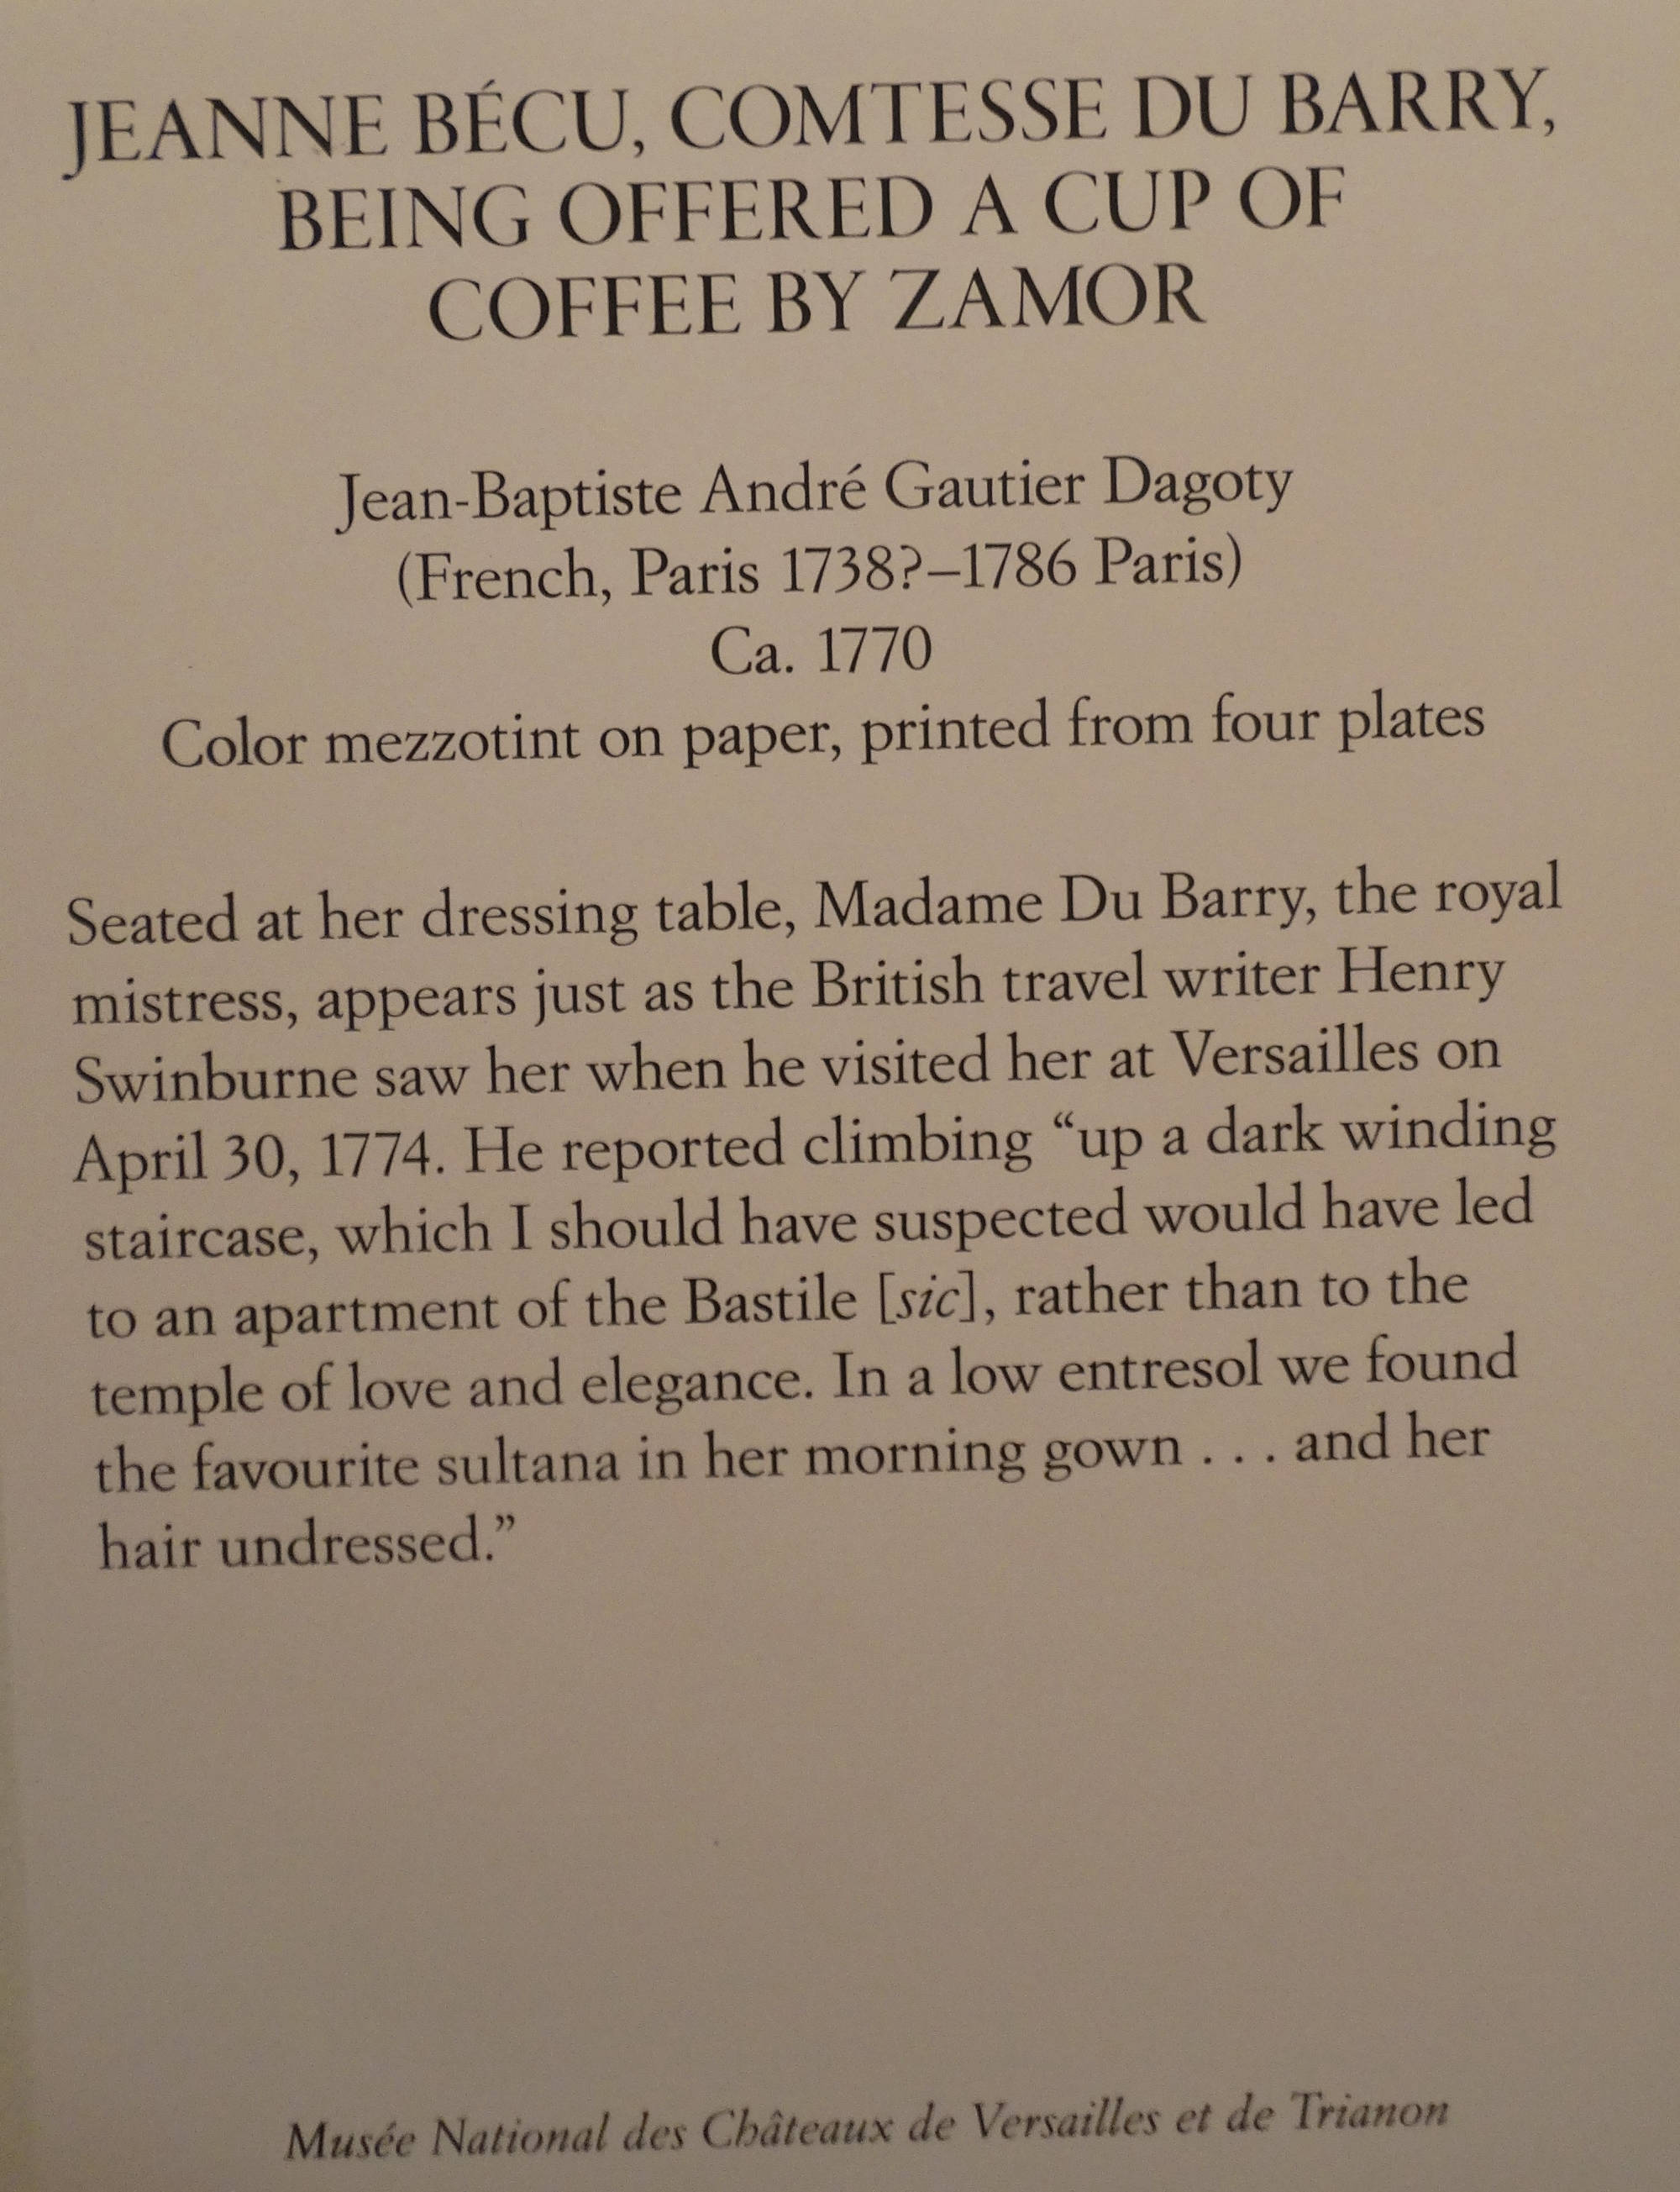 JEANNE BÉCU, COMTESSE DU BARRY,
BEING OFFERED A CUP OF
COFFEE BY ZAMOR
Jean-Baptiste André Gautier Dagoty
(French, Paris 1738?–1786 Paris)
Ca. 1770
Color mezzotint on paper, printed from four plates
Seated at her dressing table, Madame Du Barry, the royal
mistress, appears just as the British travel writer Henry
Swinburne saw her when he visited her at Versailles on
April 30, 1774. He reported climbing “up a dark winding
staircase, which I should have suspected would have led
to an apartment of the Bastile [sic], rather than to the
temple of love and elegance. In a low entresol we found
the favourite sultana in her morning gown . . . and her
hair undressed.”
Musée National des Châteaux de Versailles et de Trianon